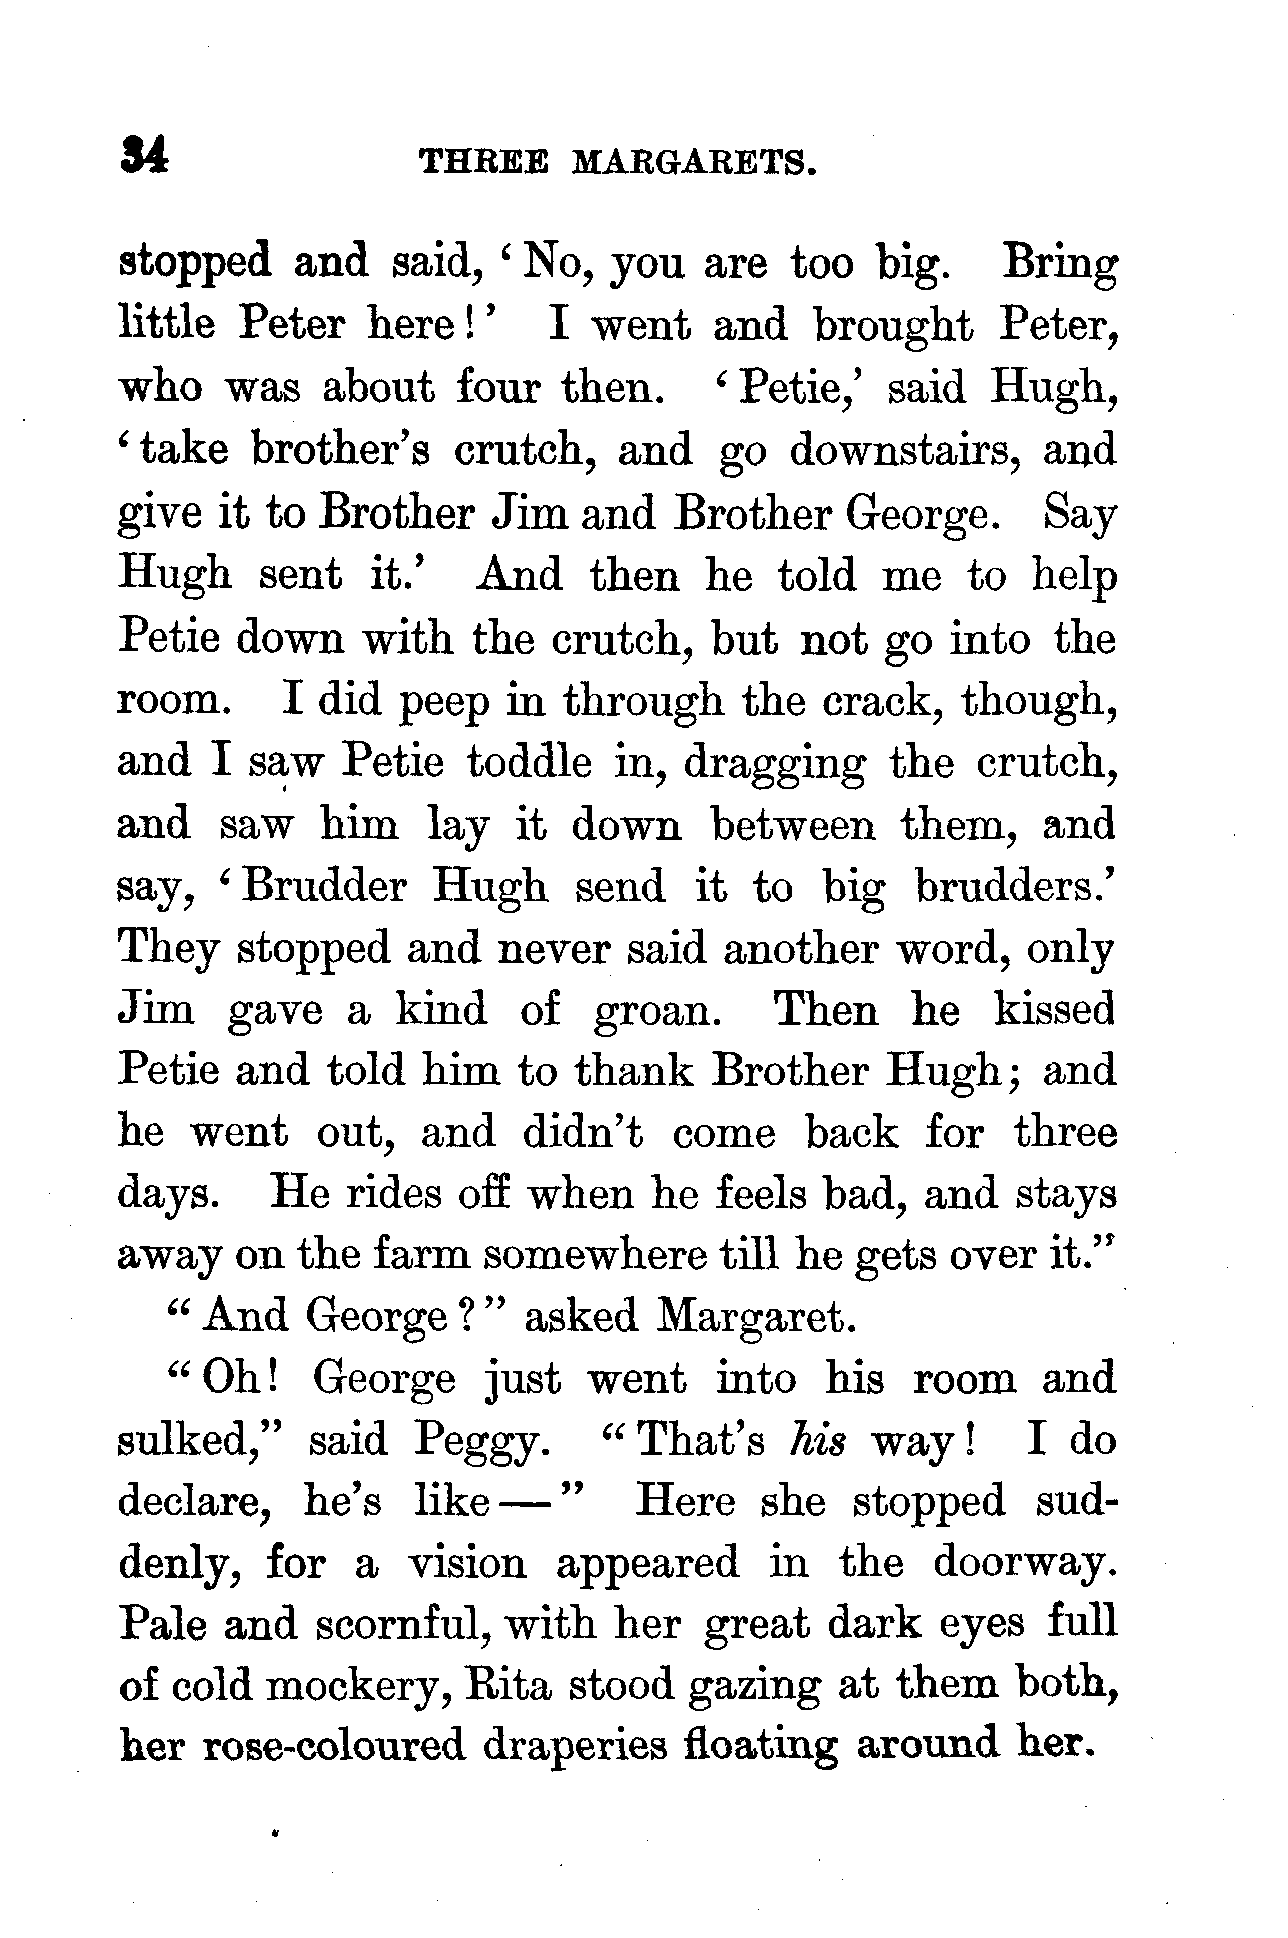 34 THREE MARGARETS.
stopped and said, ‘No, you are too big. Bring
little Peter here!’ I went and brought Peter,
who was about four then. ‘Petie,’ said Hugh,
‘take brother’s crutch, and go downstairs, and
give it to Brother Jim and Brother George. Say
Hugh sent it.’ And then he told me to help
Petie down with the crutch, but not go into the
room. I did peep in through the crack, though,
and I saw Petie toddle in, dragging the crutch,
and saw him lay it down between them, and
say, ‘Brudder Hugh send it to big brudders.’
They stopped and never said another word, only
Jim gave a kind of groan. Then he kissed
Petie and told him to thank Brother Hugh; and
he went out, and didn’t come back for three
days. He rides off when he feels bad, and stays
away on the farm somewhere till he gets over it.”
“And George?” asked Margaret.
“Oh! George just went into his room and
sulked,” said Peggy. “That’s his way! I do
declare, he’s like—” Here she stopped sud-
denly, for a vision appeared in the doorway.
Pale and scornful, with her great dark eyes full
of cold mockery, Rita stood gazing at them both,
her rose-coloured draperies floating around her.